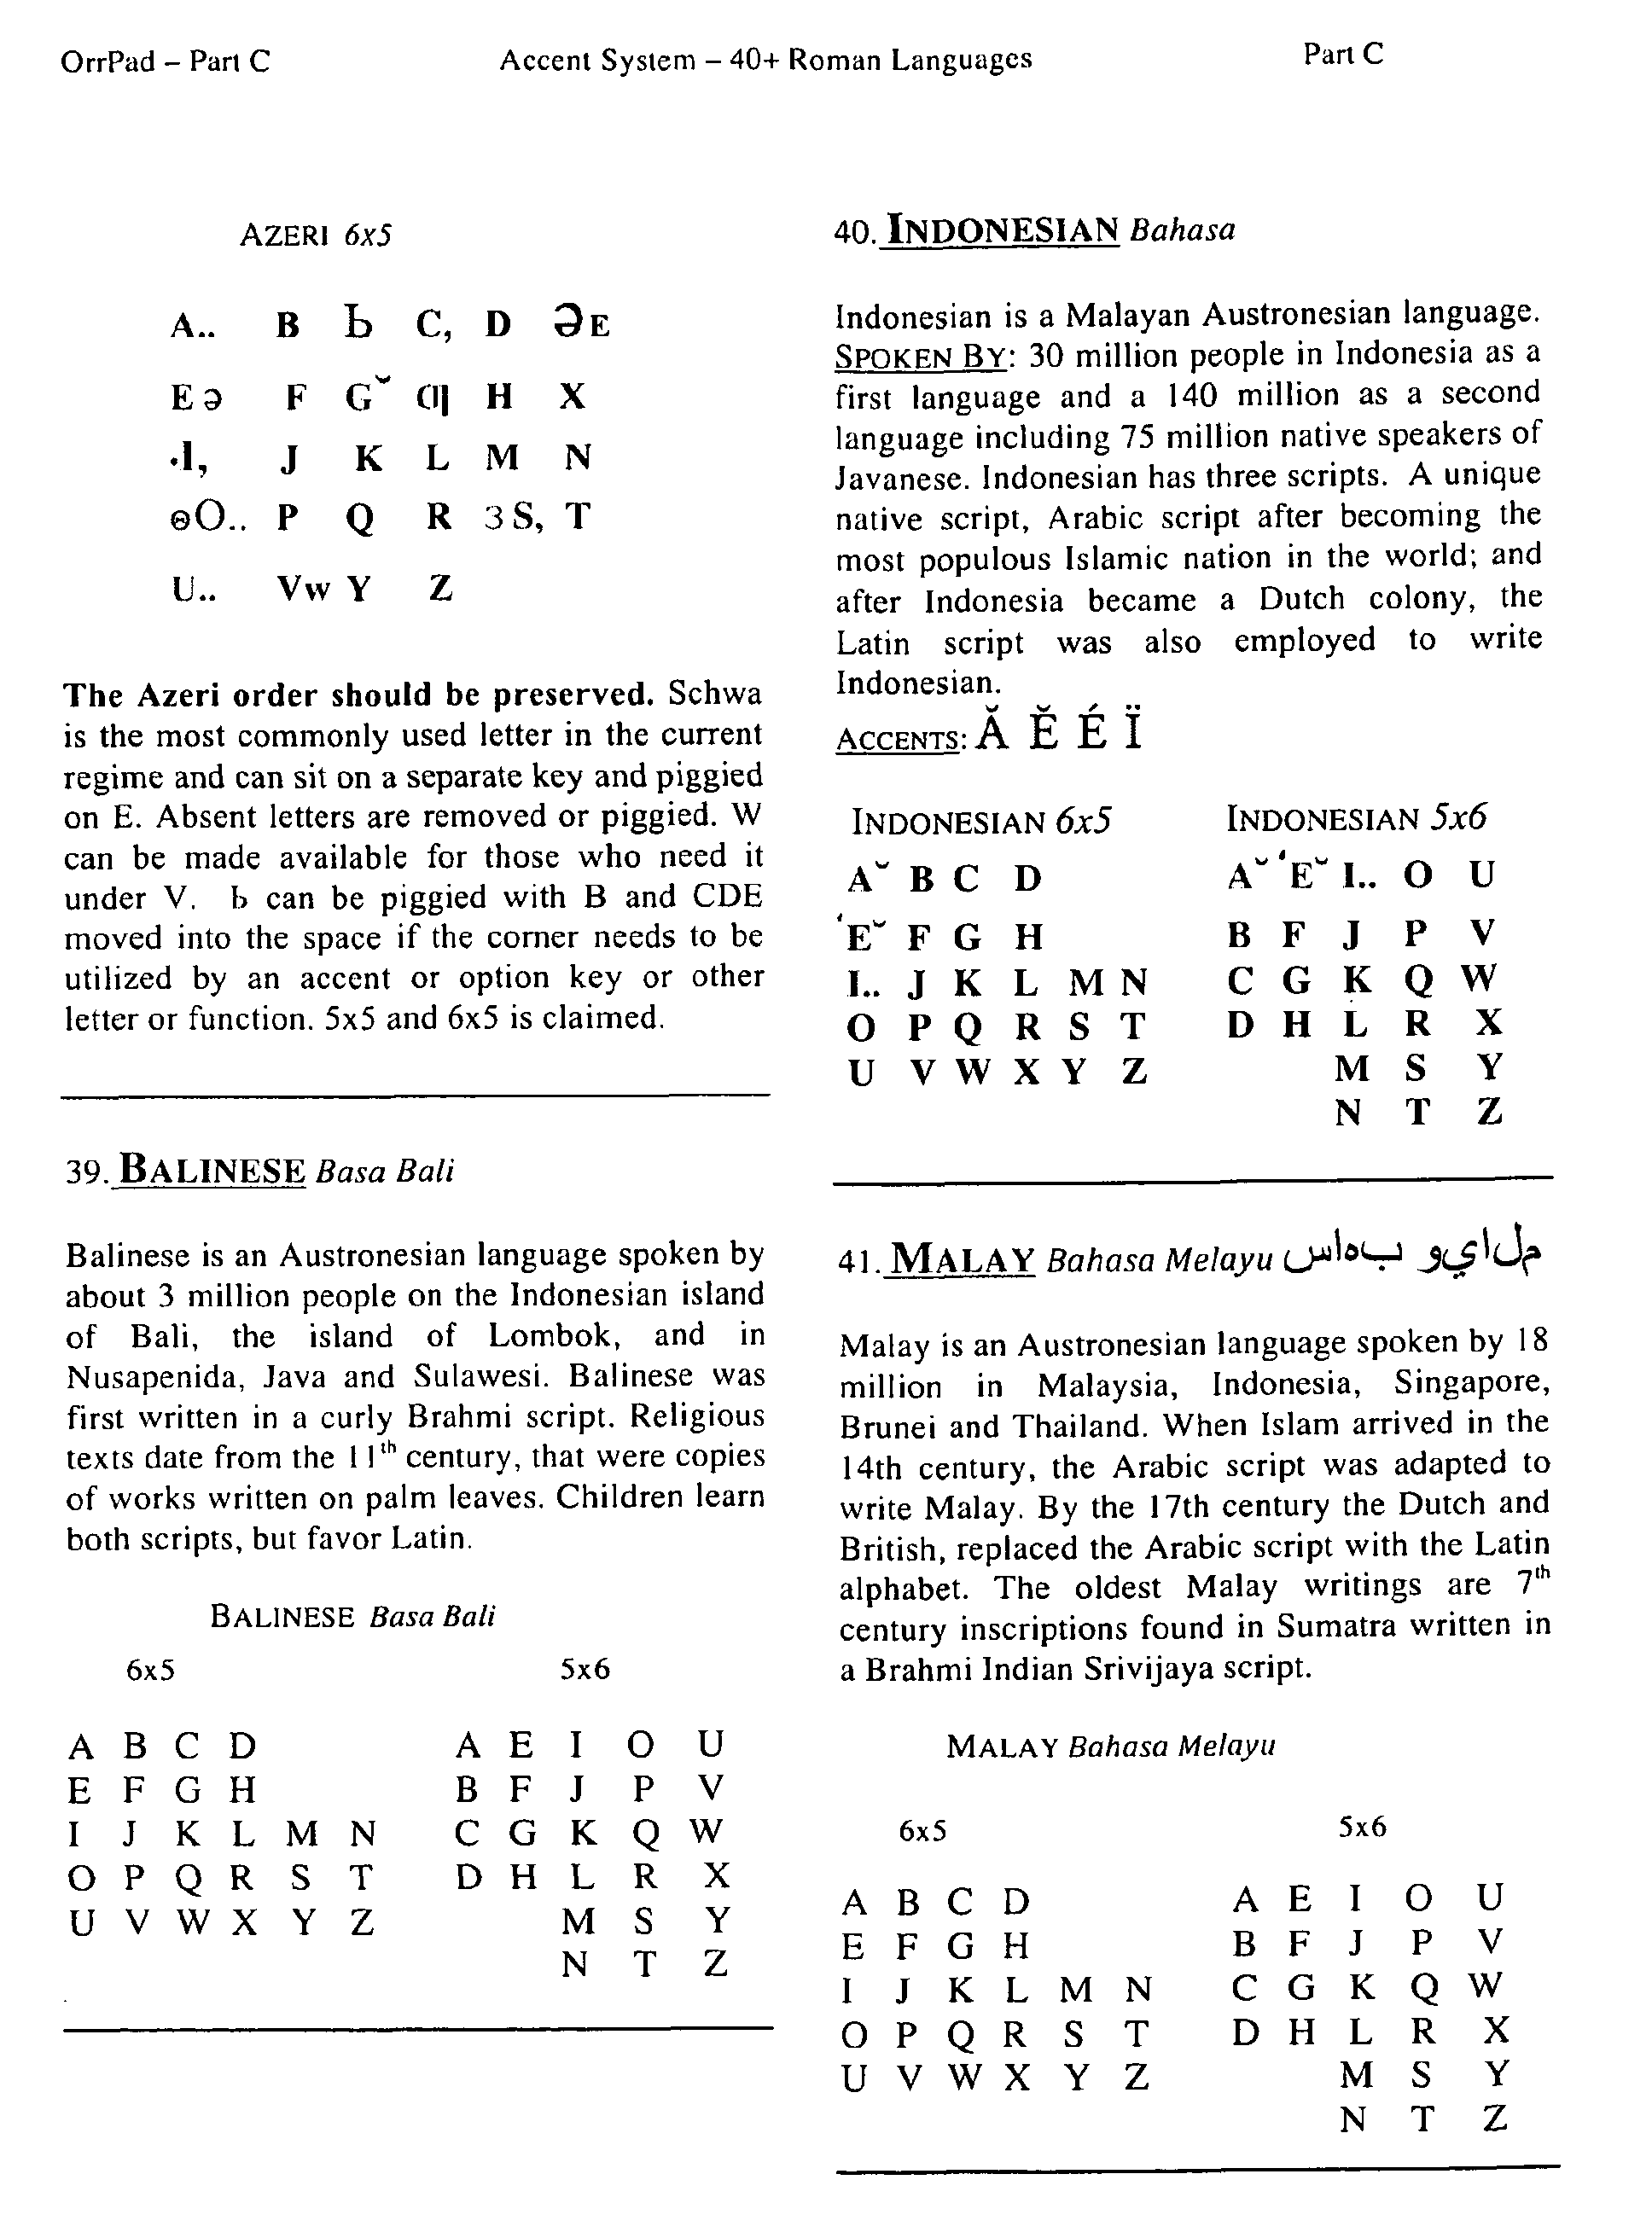 OrrPad – Part C Accent System – 40+ Roman Languages Part C
AZERI 6x5
A.. B Ь C, D Ə E
E ə F G˘ Ƣ H X
·I, J K L M N
ɵO.. P Q R 3 S, T
U.. Vw Y Z
The Azeri order should be preserved. Schwa
is the most commonly used letter in the current
regime and can sit on a separate key and piggied
on E. Absent letters are removed or piggied. W
can be made available for those who need it
under V. ь can be piggied with B and CDE
moved into the space if the corner needs to be
utilized by an accent or option key or other
letter or function. 5x5 and 6x5 is claimed.
39. BALINESE Basa Bali
Balinese is an Austronesian language spoken by
about 3 million people on the Indonesian island
of Bali, the island of Lombok, and in
Nusapenida, Java and Sulawesi. Balinese was
first written in a curly Brahmi script. Religious
texts date from the 11th century, that were copies
of works written on palm leaves. Children learn
both scripts, but favor Latin.
BALINESE Basa Bali
6x5 5x6
A B C D A E I O U
E F G H B F J P V
I J K L M N C G K Q W
O P Q R S T D H L R X
U V W X Y Z M S Y
N T Z
40. INDONESIAN Bahasa
Indonesian is a Malayan Austronesian language.
SPOKEN BY: 30 million people in Indonesia as a
first language and a 140 million as a second
language including 75 million native speakers of
Javanese. Indonesian has three scripts. A unique
native script, Arabic script after becoming the
most populous Islamic nation in the world; and
after Indonesia became a Dutch colony, the
Latin script was also employed to write
Indonesian.
ACCENTS: Ă Ĕ É Ï
INDONESIAN 6x5 INDONESIAN 5x6
A˘ B C D A˘ ‘E˘ I.. O U
‘E˘ F G H B F J P V
I.. J K L M N C G K Q W
O P Q R S T D H L R X
U V W X Y Z M S Y
N T Z
41. MALAY Bahasa Melayu ملايو بهاس
Malay is an Austronesian language spoken by 18
million in Malaysia, Indonesia, Singapore,
Brunei and Thailand. When Islam arrived in the
14th century, the Arabic script was adapted to
write Malay. By the 17th century the Dutch and
British, replaced the Arabic script with the Latin
alphabet. The oldest Malay writings are 7th
century inscriptions found in Sumatra written in
a Brahmi Indian Srivijaya script.
MALAY Bahasa Melayu
6x5 5x6
A B C D A E I O U
E F G H B F J P V
I J K L M N C G K Q W
O P Q R S T D H L R X
U V W X Y Z M S Y
N T Z